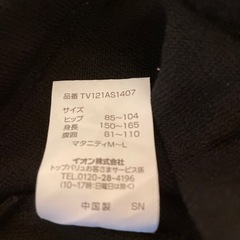 品番 TV121AS1407
サイズ
ヒップ 85~104
身長 150~165
腹囲 81~110
マタニティM~L
イオン株式会社
トップバリュお客さまサービス係
TEL.0120-28-4196
(10~17時:日曜日は除く)
中国製 SN